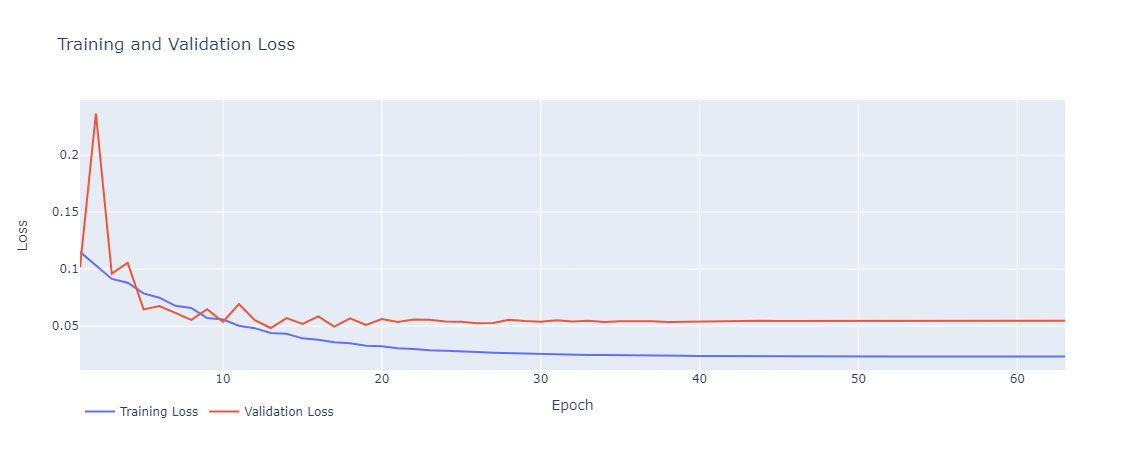 Training and Validation Loss
Loss
0.2
0.15
0.1
0.05
10 20 30 40 50 60
Epoch
Training Loss Validation Loss